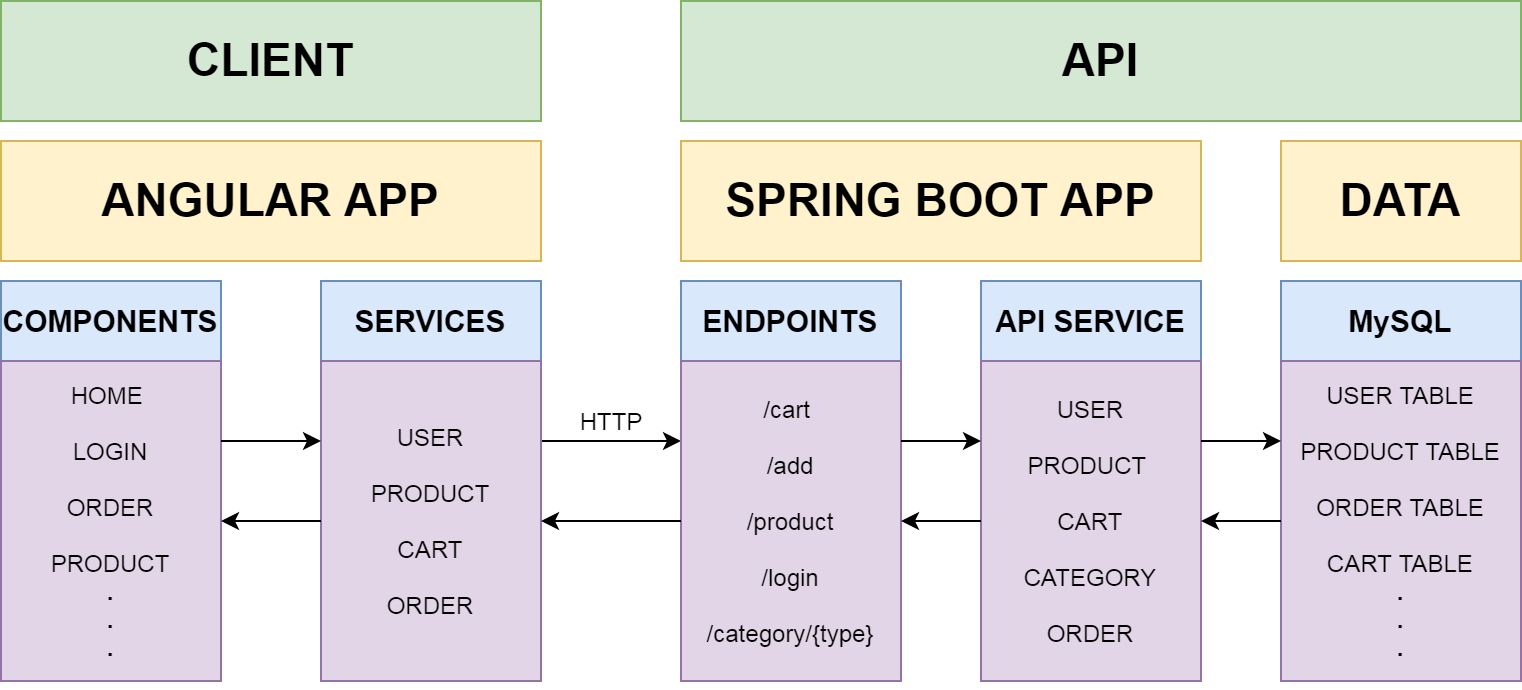 CLIENT
API
ANGULAR APP
SPRING BOOT APP
DATA
COMPONENTS
HOME
LOGIN
ORDER
PRODUCT
.
.
.
SERVICES
USER
PRODUCT
CART
ORDER
HTTP
ENDPOINTS
/cart
/add
/product
/login
/category/{type}
API SERVICE
USER
PRODUCT
CART
CATEGORY
ORDER
MySQL
USER TABLE
PRODUCT TABLE
ORDER TABLE
CART TABLE
.
.
.